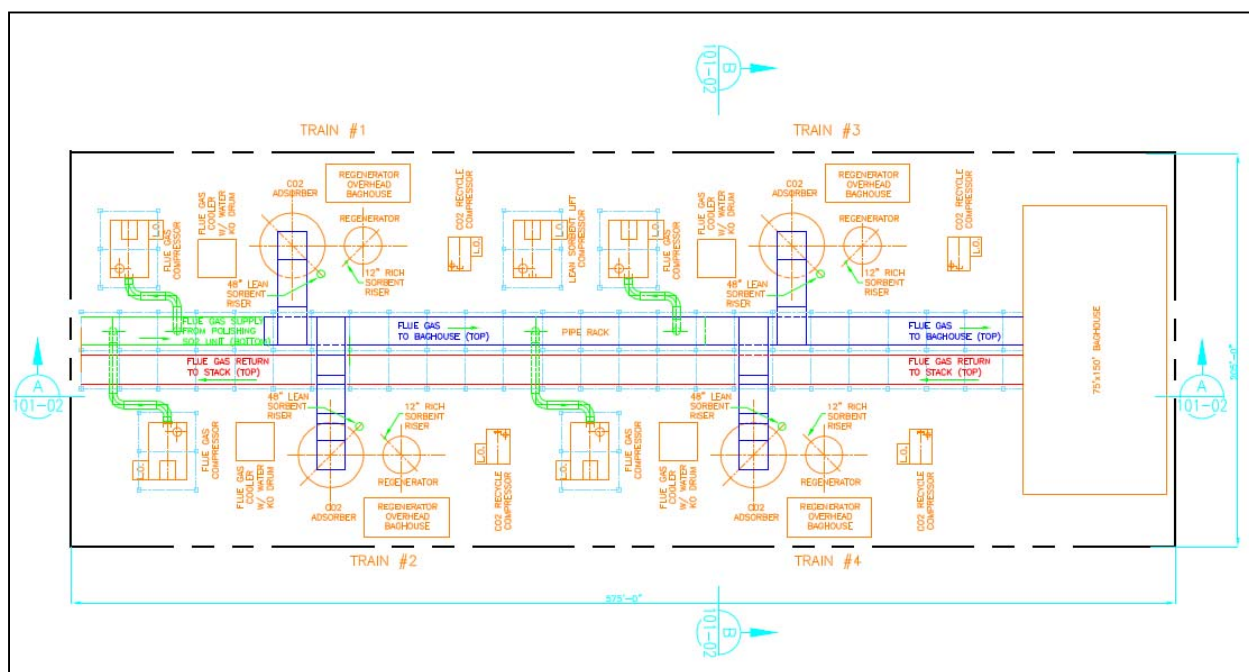 B
101-02
TRAIN #1
TRAIN #3
L.O.
FLUE GAS
COMPRESSOR
FLUE GAS
COOLER
W/ WATER
KO DRUM
CO2
ADSORBER
REGENERATOR
OVERHEAD
BAGHOUSE
REGENERATOR
48" LEAN
SORBENT
RISER
12" RICH
SORBENT
RISER
CO2 RECYCLE
COMPRESSOR
L.O.
L.O.
LEAN SORBENT LIFT
COMPRESSOR
L.O.
FLUE GAS
COMPRESSOR
FLUE GAS
COOLER
W/ WATER
KO DRUM
CO2
ADSORBER
REGENERATOR
OVERHEAD
BAGHOUSE
REGENERATOR
48" LEAN
SORBENT
RISER
12" RICH
SORBENT
RISER
CO2 RECYCLE
COMPRESSOR
L.O.
FLUE GAS SUPPLY
FROM POLISHING
SO2 UNIT (BOTTOM)
FLUE GAS
TO BAGHOUSE (TOP)
PIPE RACK
FLUE GAS
TO BAGHOUSE (TOP)
FLUE GAS RETURN
TO STACK (TOP)
FLUE GAS RETURN
TO STACK (TOP)
75'x150' BAGHOUSE
A
101-02
A
101-02
L.O.
FLUE GAS
COMPRESSOR
FLUE GAS
COOLER
W/ WATER
KO DRUM
48" LEAN
SORBENT
RISER
12" RICH
SORBENT
RISER
CO2
ADSORBER
REGENERATOR
REGENERATOR
OVERHEAD
BAGHOUSE
L.O.
CO2 RECYCLE
COMPRESSOR
L.O.
FLUE GAS
COMPRESSOR
FLUE GAS
COOLER
W/ WATER
KO DRUM
48" LEAN
SORBENT
RISER
12" RICH
SORBENT
RISER
CO2
ADSORBER
REGENERATOR
REGENERATOR
OVERHEAD
BAGHOUSE
L.O.
CO2 RECYCLE
COMPRESSOR
TRAIN #2
TRAIN #4
575'-0"
B
101-02